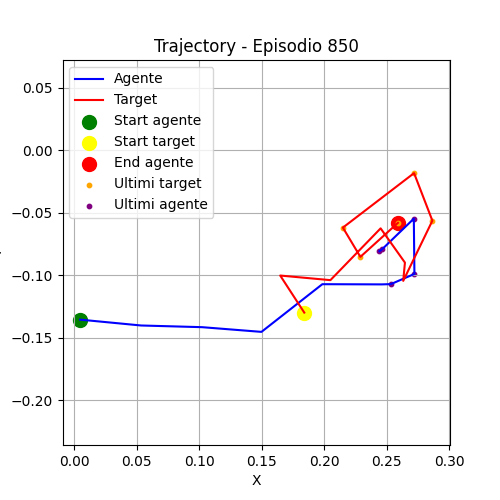 Trajectory - Episodio 850
Agente
Target
Start agente
Start target
End agente
Ultimi target
Ultimi agente
0.05
0.00
−0.05
−0.10
−0.15
−0.20
0.00 0.05 0.10 0.15 0.20 0.25 0.30
X